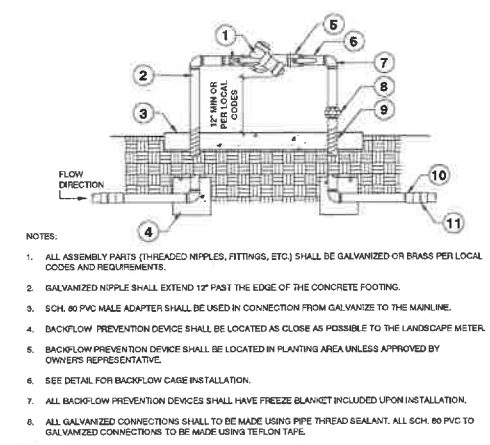 1
5
6
2
7
8
3
9
12" MIN OR
PER LOCAL
CODES
FLOW
DIRECTION
10
4
11
NOTES:
1. ALL ASSEMBLY PARTS (THREADED NIPPLES, FITTINGS, ETC.) SHALL BE GALVANIZED OR BRASS PER LOCAL
CODES AND REQUIREMENTS.
2. GALVANIZED NIPPLE SHALL EXTEND 12" PAST THE EDGE OF THE CONCRETE FOOTING.
3. SCH. 80 PVC MALE ADAPTER SHALL BE USED IN CONNECTION FROM GALVANIZE TO THE MAINLINE.
4. BACKFLOW PREVENTION DEVICE SHALL BE LOCATED AS CLOSE AS POSSIBLE TO THE LANDSCAPE METER.
5. BACKFLOW PREVENTION DEVICE SHALL BE LOCATED IN PLANTING AREA UNLESS APPROVED BY
OWNER'S REPRESENTATIVE.
6. SEE DETAIL FOR BACKFLOW CAGE INSTALLATION.
7. ALL BACKFLOW PREVENTION DEVICES SHALL HAVE FREEZE BLANKET INCLUDED UPON INSTALLATION.
8. ALL GALVANIZED CONNECTIONS SHALL TO BE MADE USING PIPE THREAD SEALANT. ALL SCH. 80 PVC TO
GALVANIZED CONNECTIONS TO BE MADE USING TEFLON TAPE.